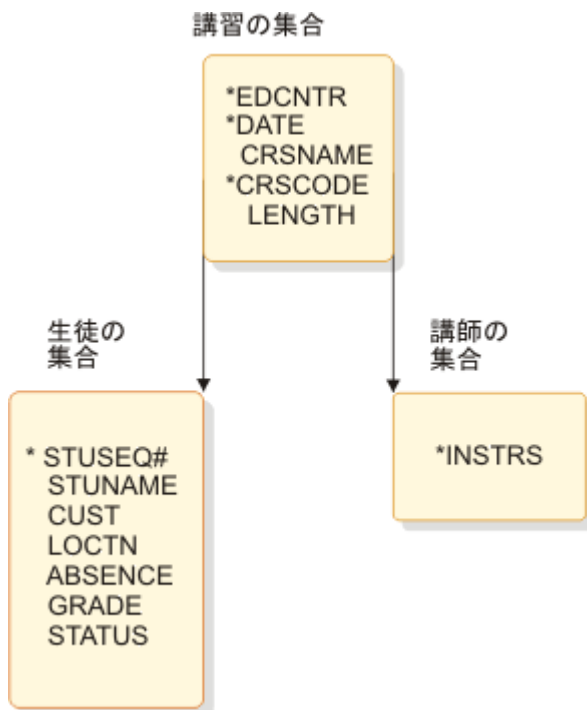 講習の集合
*EDCNTR
*DATE
CRSNAME
*CRSCODE
LENGTH
生徒の
集合
* STUSEQ#
STUNAME
CUST
LOCTN
ABSENCE
GRADE
STATUS
講師の
集合
*INSTRS